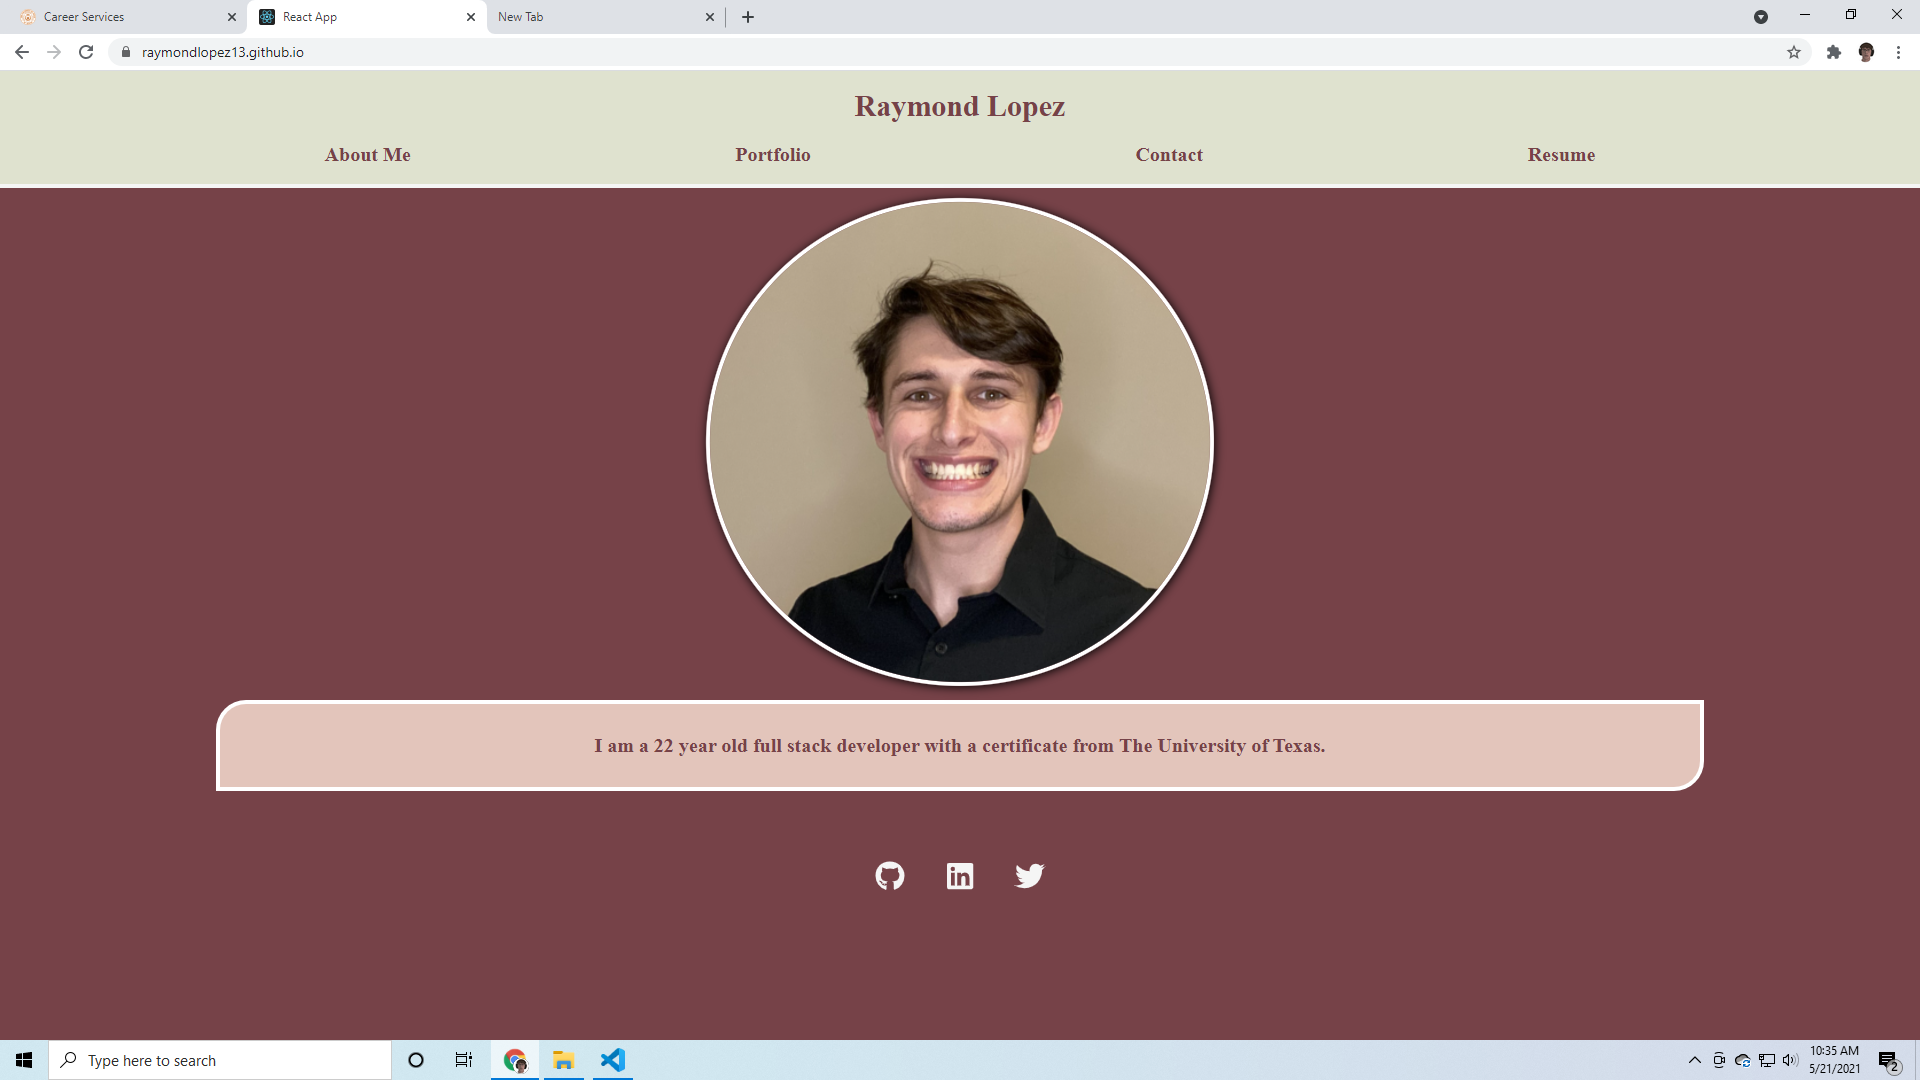 Career Services
React App
New Tab
raymondlopez13.github.io
Raymond Lopez
About Me
Portfolio
Contact
Resume
I am a 22 year old full stack developer with a certificate from The University of Texas.
in
Type here to search
10:35 AM
5/21/2021
2